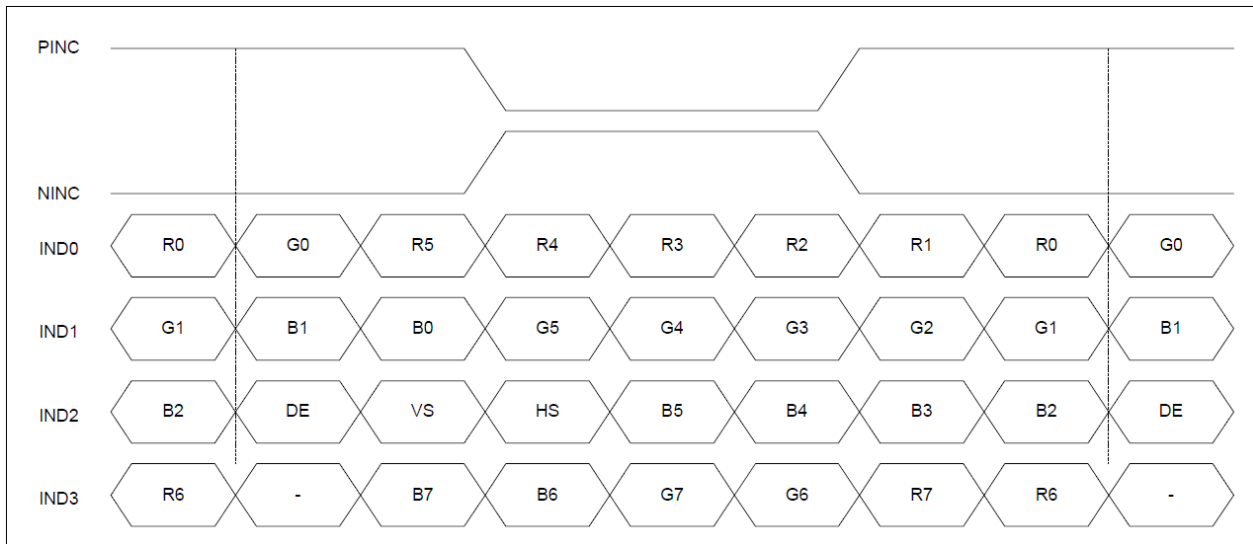 PINC
NINC
IND0 R0 G0 R5 R4 R3 R2 R1 R0 G0
IND1 G1 B1 B0 G5 G4 G3 G2 G1 B1
IND2 B2 DE VS HS B5 B4 B3 B2 DE
IND3 R6 - B7 B6 G7 G6 R7 R6 -